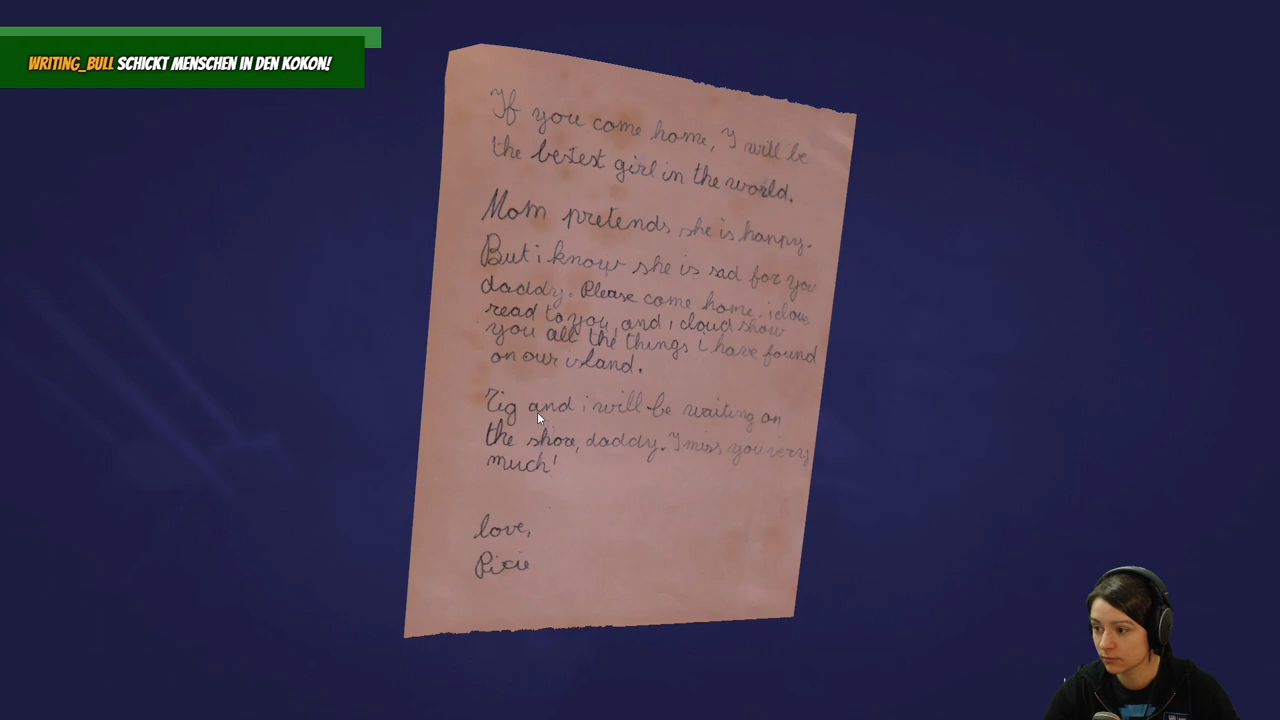 WRITING_BULL SCHICKT MENSCHEN IN DEN KOKON!
If you come home, I will be
the bestest girl in the world.
Mom pretends she is happy.
But i know she is sad for you
daddy. Please come home. i
read to you, and i cloud show
you all the things i have found
on our island.
Tig and i will be waiting on
the shore, daddy. I miss you very
much!
love,
Pixie